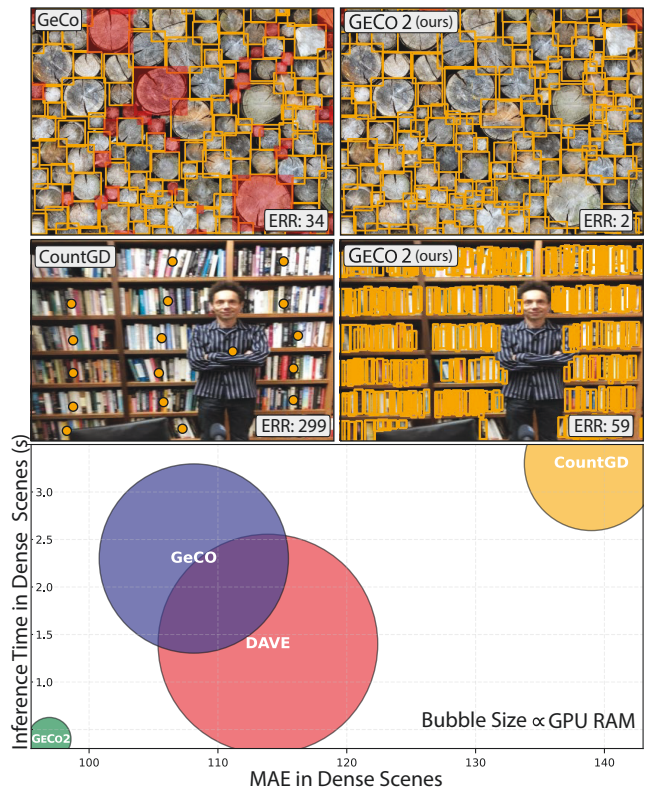 GeCo
GECO 2 (ours)
ERR: 34
ERR: 2
CountGD
GECO 2 (ours)
ERR: 299
ERR: 59
Inference Time in Dense Scenes (s)
3.0
2.5
2.0
1.5
1.0
CountGD
GeCO
DAVE
GECO2
Bubble Size ∝ GPU RAM
100
110
120
130
140
MAE in Dense Scenes